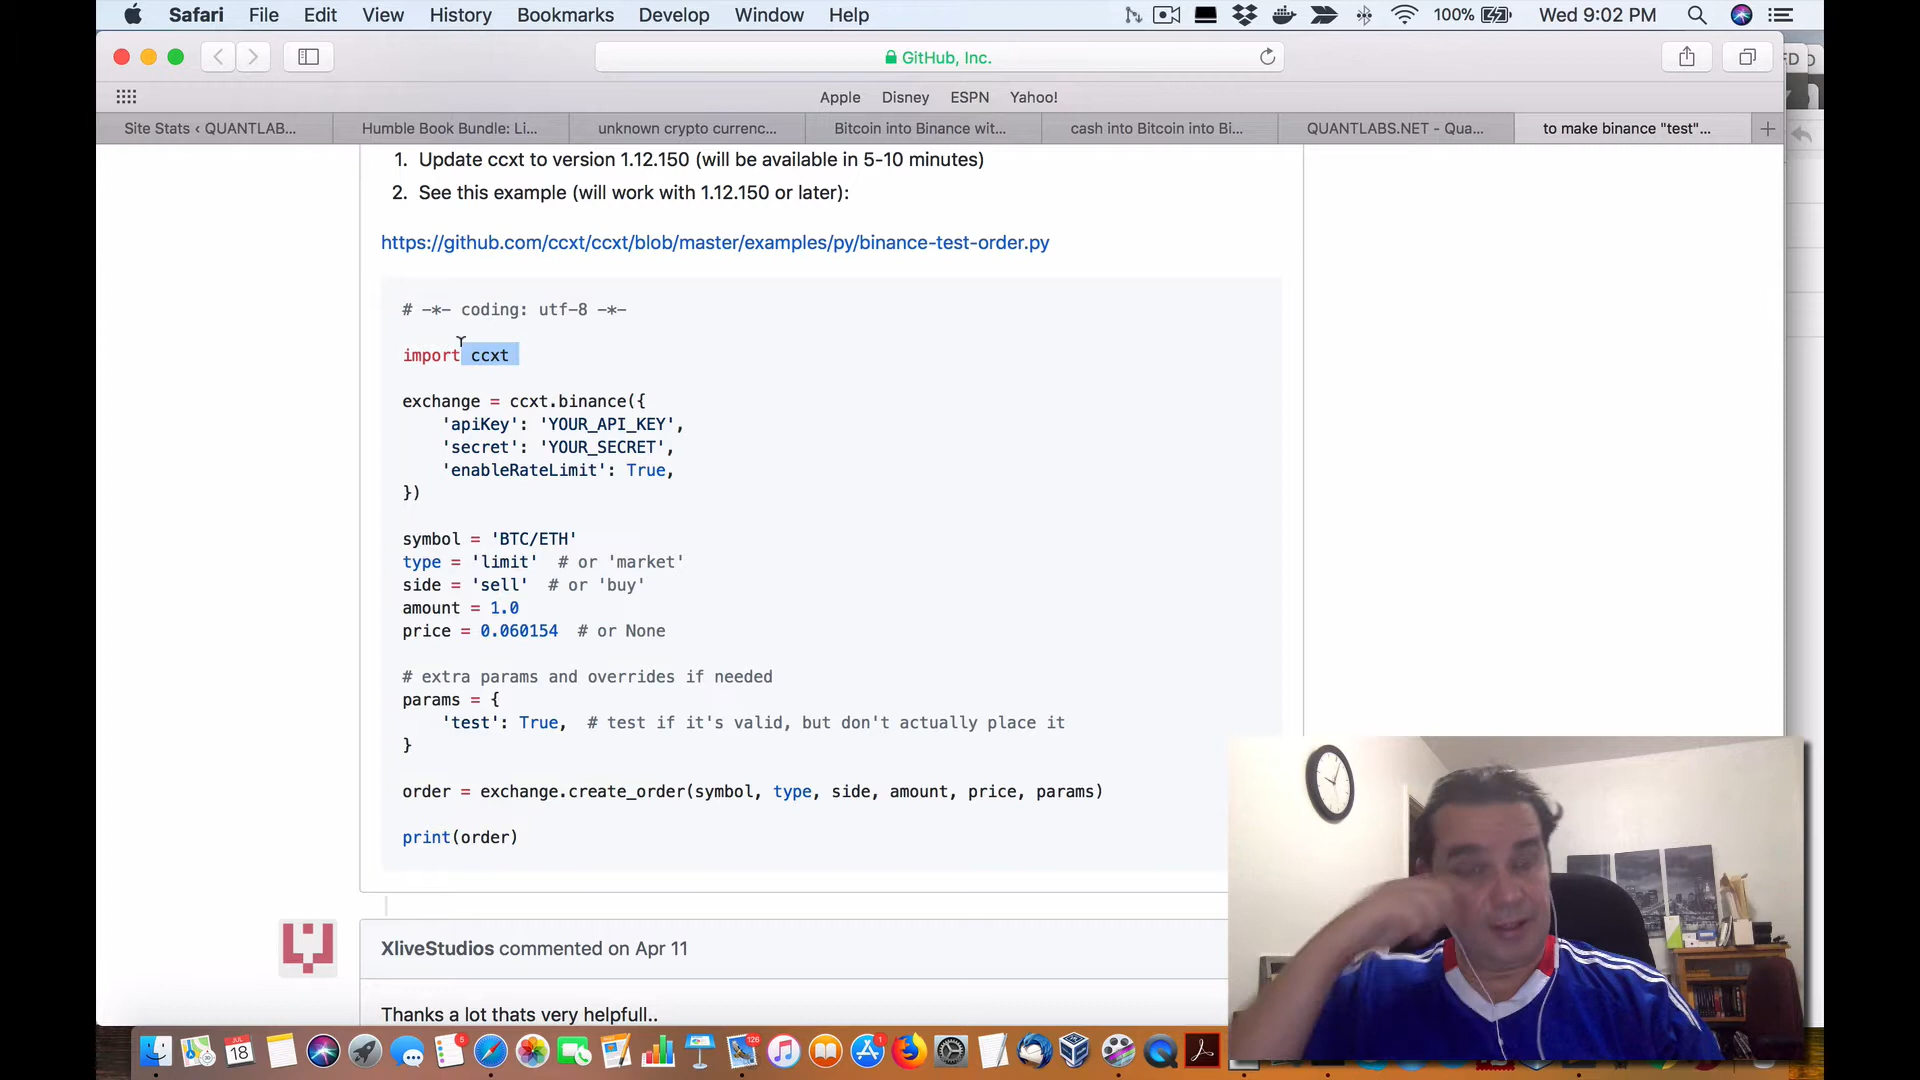 Safari File Edit View History Bookmarks Develop Window Help 100% Wed 9:02 PM
GitHub, Inc.
Apple Disney ESPN Yahoo!
Site Stats ‹ QUANTLAB... Humble Book Bundle: Li... unknown crypto currenc... Bitcoin into Binance wit... cash into Bitcoin into Bi... QUANTLABS.NET - Qua... to make binance "test"...
1. Update ccxt to version 1.12.150 (will be available in 5-10 minutes)
2. See this example (will work with 1.12.150 or later):
https://github.com/ccxt/ccxt/blob/master/examples/py/binance-test-order.py
# -*- coding: utf-8 -*-
import ccxt
exchange = ccxt.binance({
'apiKey': 'YOUR_API_KEY',
'secret': 'YOUR_SECRET',
'enableRateLimit': True,
})
symbol = 'BTC/ETH'
type = 'limit' # or 'market'
side = 'sell' # or 'buy'
amount = 1.0
price = 0.060154 # or None
# extra params and overrides if needed
params = {
'test': True, # test if it's valid, but don't actually place it
}
order = exchange.create_order(symbol, type, side, amount, price, params)
print(order)
XliveStudios commented on Apr 11
Thanks a lot thats very helpfull..
JUL
18
5
126
1